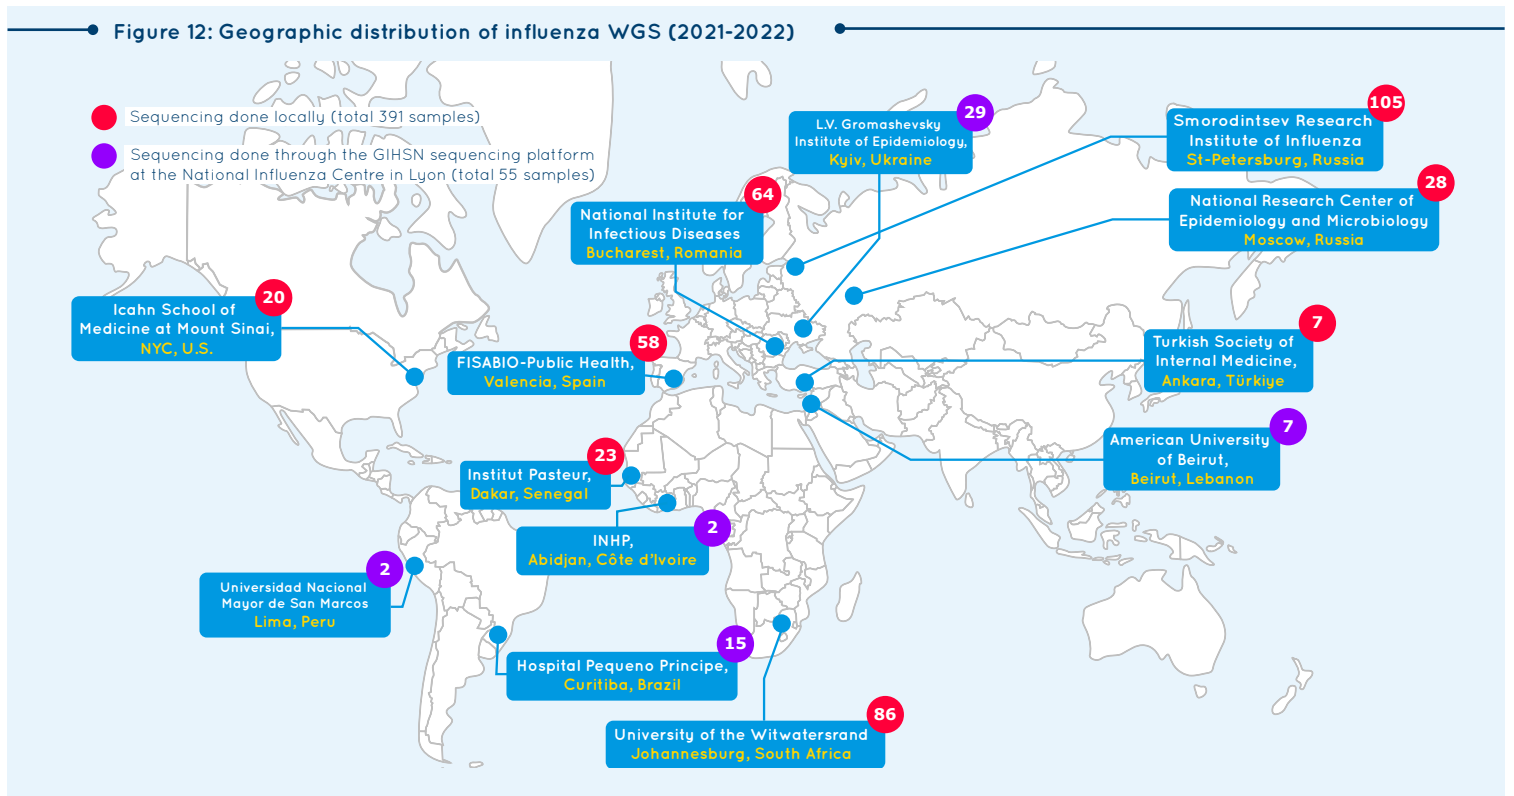 Figure 12: Geographic distribution of influenza WGS (2021-2022)
Sequencing done locally (total 391 samples)
Sequencing done through the GIHSN sequencing platform
at the National Influenza Centre in Lyon (total 55 samples)
105
Smorodintsev Research
Institute of Influenza
St-Petersburg, Russia
29
L.V. Gromashevsky
Institute of Epidemiology,
Kyiv, Ukraine
28
National Research Center of
Epidemiology and Microbiology
Moscow, Russia
64
National Institute for
Infectious Diseases
Bucharest, Romania
20
Icahn School of
Medicine at Mount Sinai,
NYC, U.S.
7
Turkish Society of
Internal Medicine,
Ankara, Türkiye
58
FISABIO-Public Health,
Valencia, Spain
7
American University
of Beirut,
Beirut, Lebanon
23
Institut Pasteur,
Dakar, Senegal
2
INHP,
Abidjan, Côte d'Ivoire
2
Universidad Nacional
Mayor de San Marcos
Lima, Peru
15
Hospital Pequeno Principe,
Curitiba, Brazil
86
University of the Witwatersrand
Johannesburg, South Africa